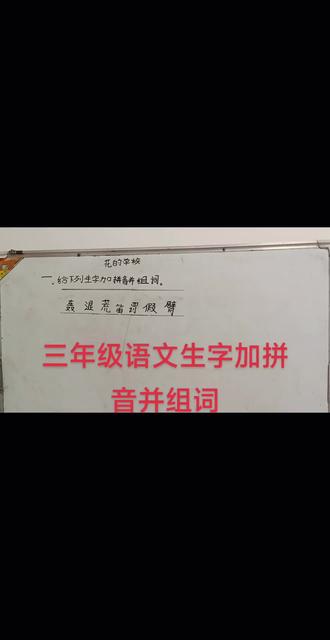 花的学校
一、给下列生字加拼音并组词。
轰 湿 荒 笛 罚 假 臂
三年级语文生字加拼
音并组词